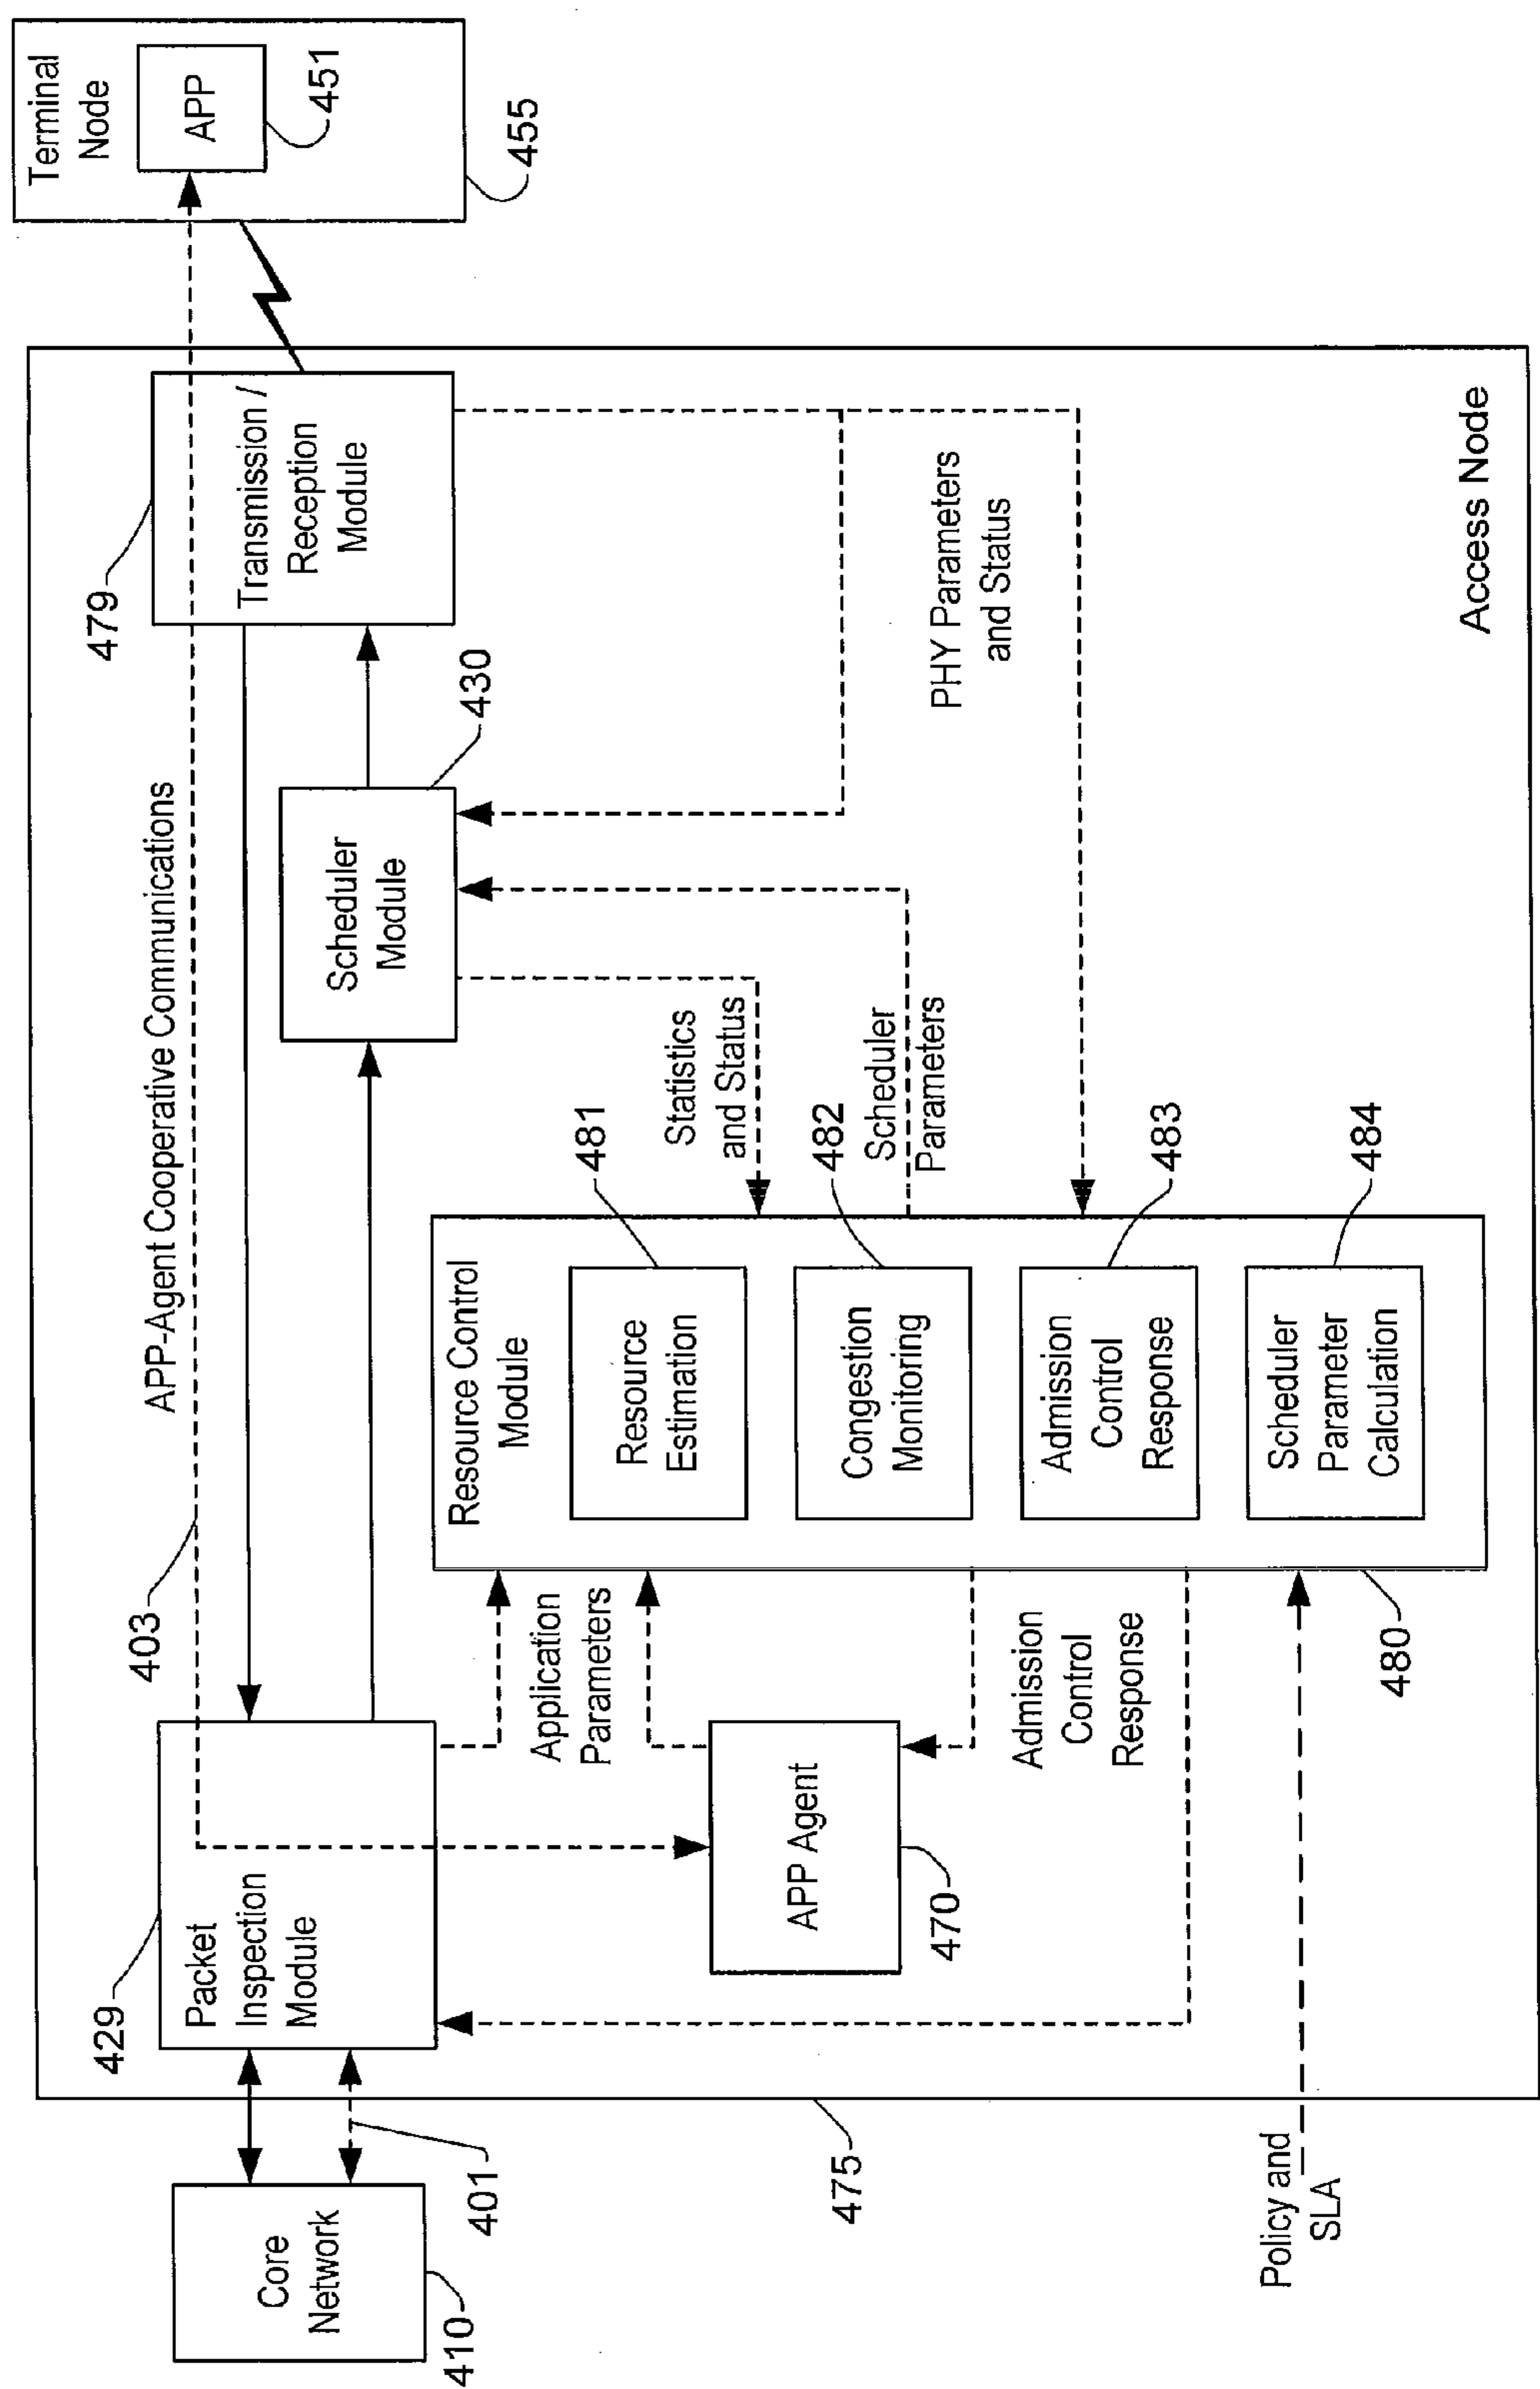 Terminal
Node
APP
451
455
479
Transmission /
Reception
Module
APP-Agent Cooperative Communications
403
Scheduler
Module
430
PHY Parameters
and Status
Statistics
and Status
Scheduler
Parameters
429
Packet
Inspection
Module
Application
Parameters
Resource Control
Module
481
Resource
Estimation
482
Congestion
Monitoring
483
Admission
Control
Response
484
Scheduler
Parameter
Calculation
480
APP Agent
470
Admission
Control
Response
Core
Network
410
401
475
Policy and
SLA
Access Node